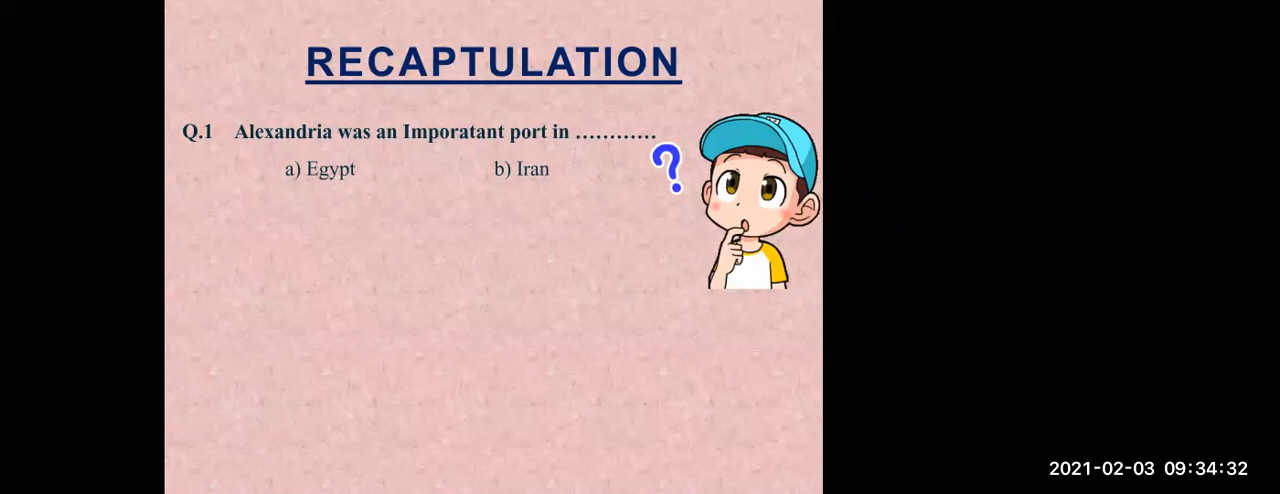 RECAPTULATION
Q.1 Alexandria was an Imporatant port in …………
a) Egypt b) Iran
?
2021-02-03 09:34:32